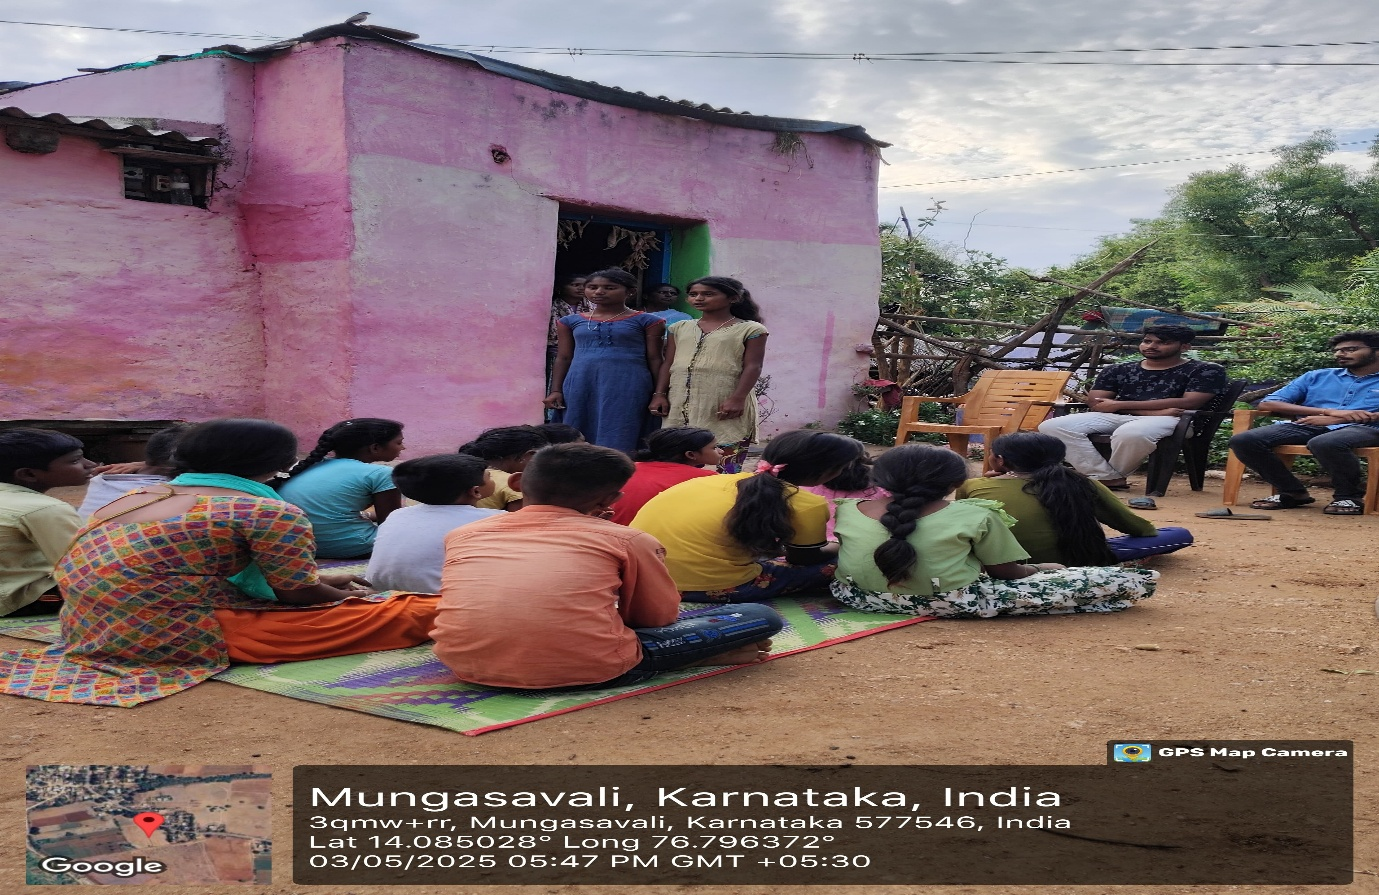 GPS Map Camera
Mungasavali, Karnataka, India
3qmw+rr, Mungasavali, Karnataka 577546, India
Lat 14.085028° Long 76.796372°
03/05/2025 05:47 PM GMT +05:30
Google